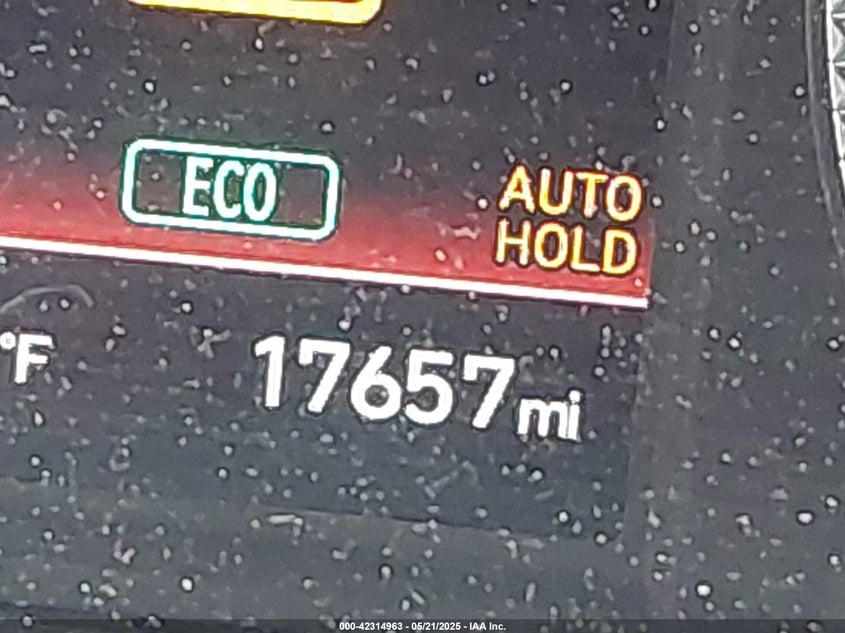 ECO
AUTO
HOLD
°F
17657 mi
000-42314963 - 05/21/2025 - IAA Inc.